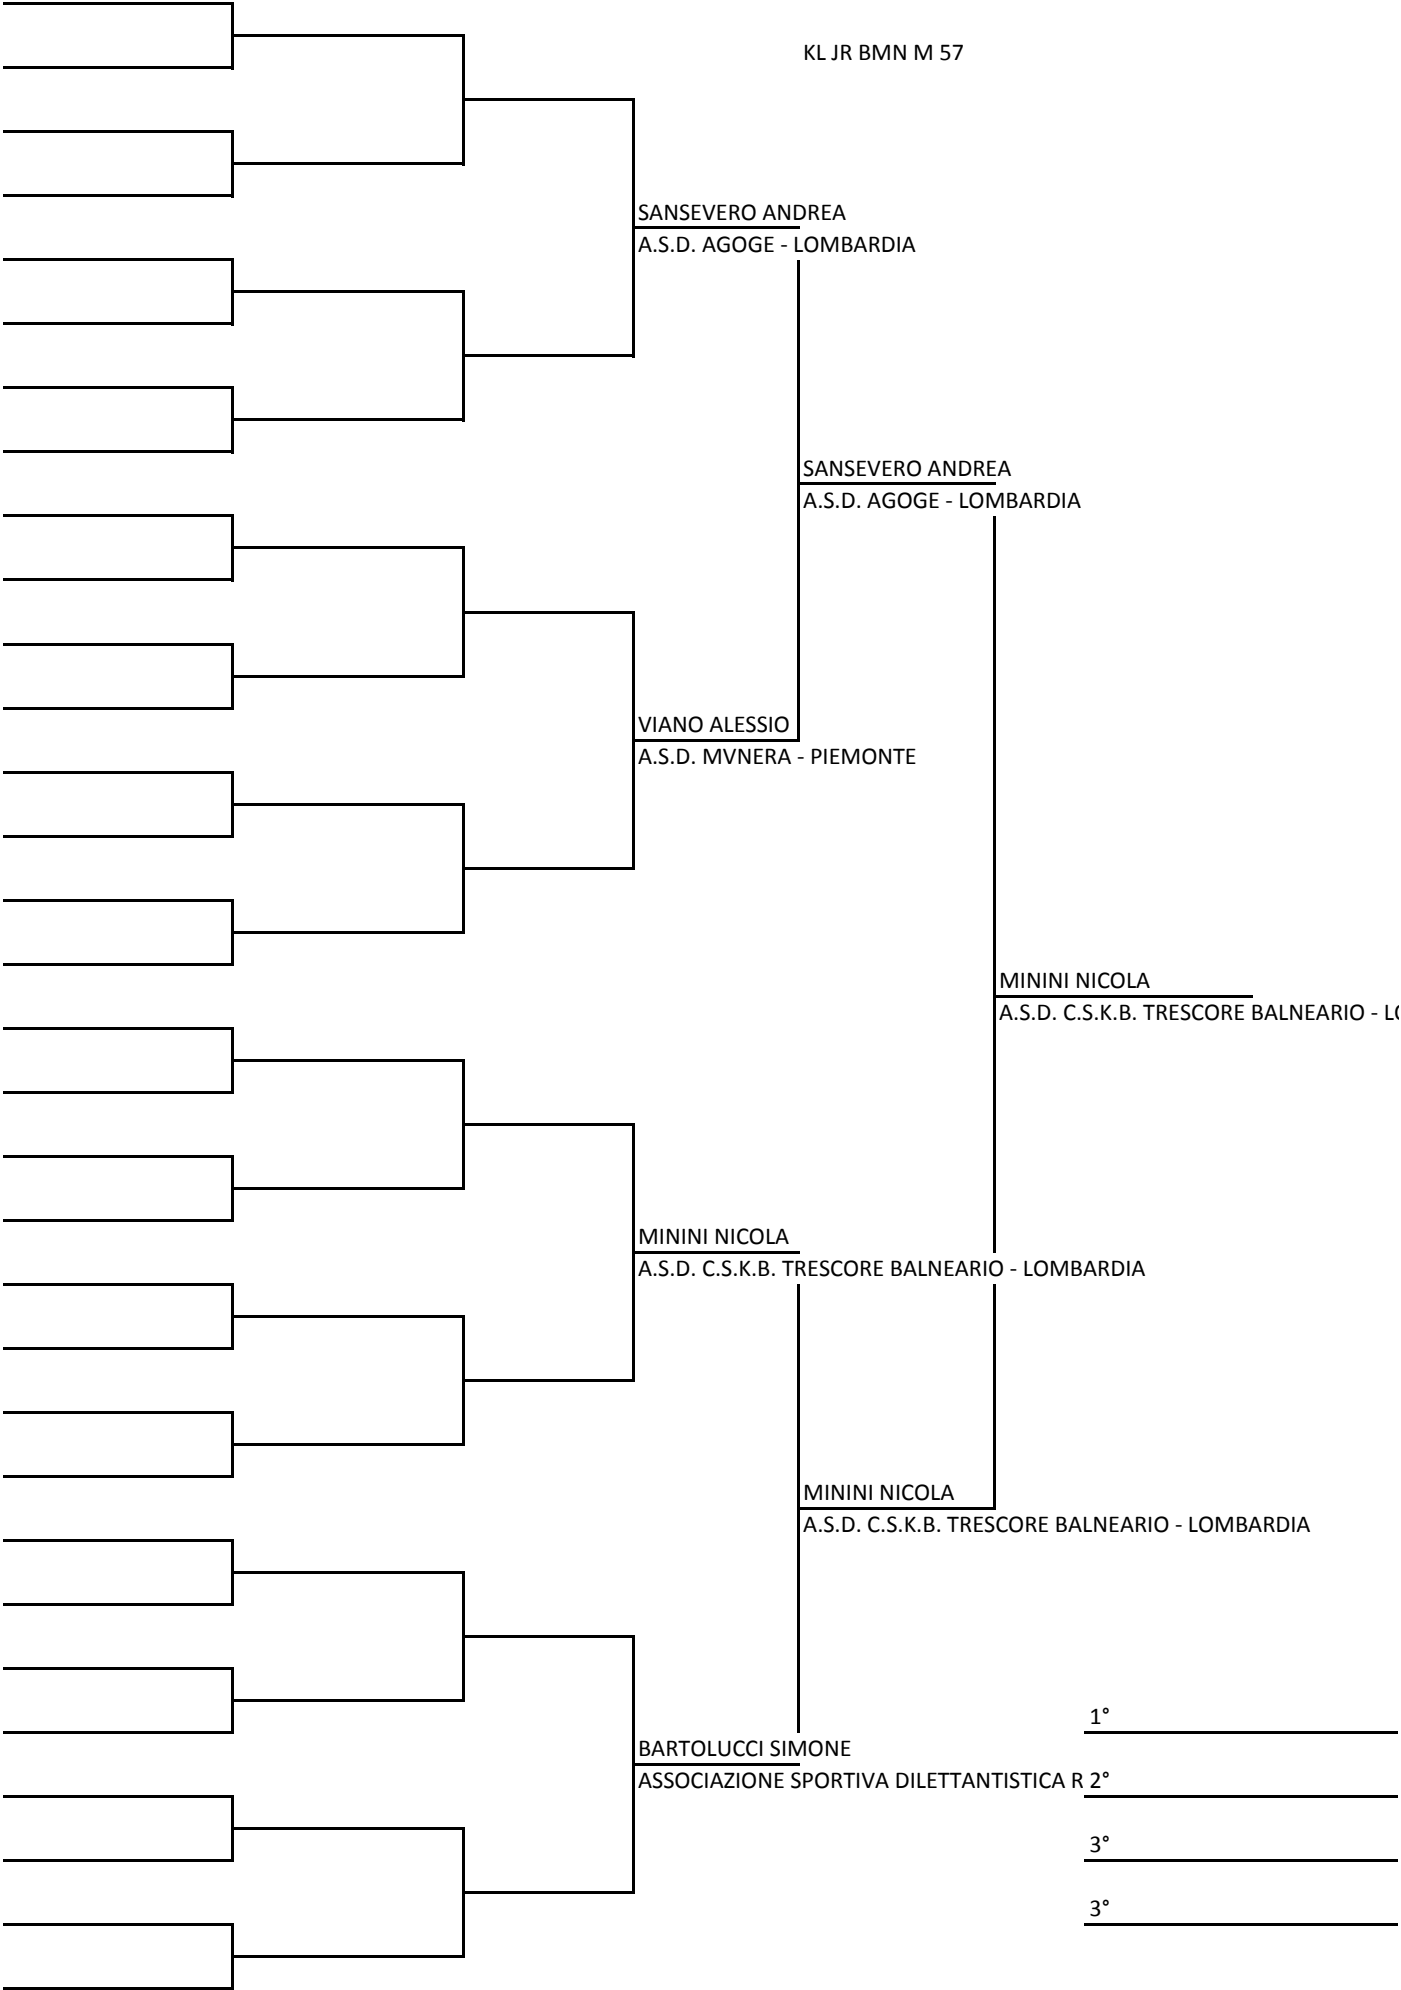 KL JR BMN M 57
SANSEVERO ANDREA
A.S.D. AGOGE - LOMBARDIA
SANSEVERO ANDREA
A.S.D. AGOGE - LOMBARDIA
VIANO ALESSIO
A.S.D. MVNERA - PIEMONTE
MININI NICOLA
A.S.D. C.S.K.B. TRESCORE BALNEARIO - L
MININI NICOLA
A.S.D. C.S.K.B. TRESCORE BALNEARIO - LOMBARDIA
MININI NICOLA
A.S.D. C.S.K.B. TRESCORE BALNEARIO - LOMBARDIA
1°
BARTOLUCCI SIMONE
ASSOCIAZIONE SPORTIVA DILETTANTISTICA R 2°
3°
3°